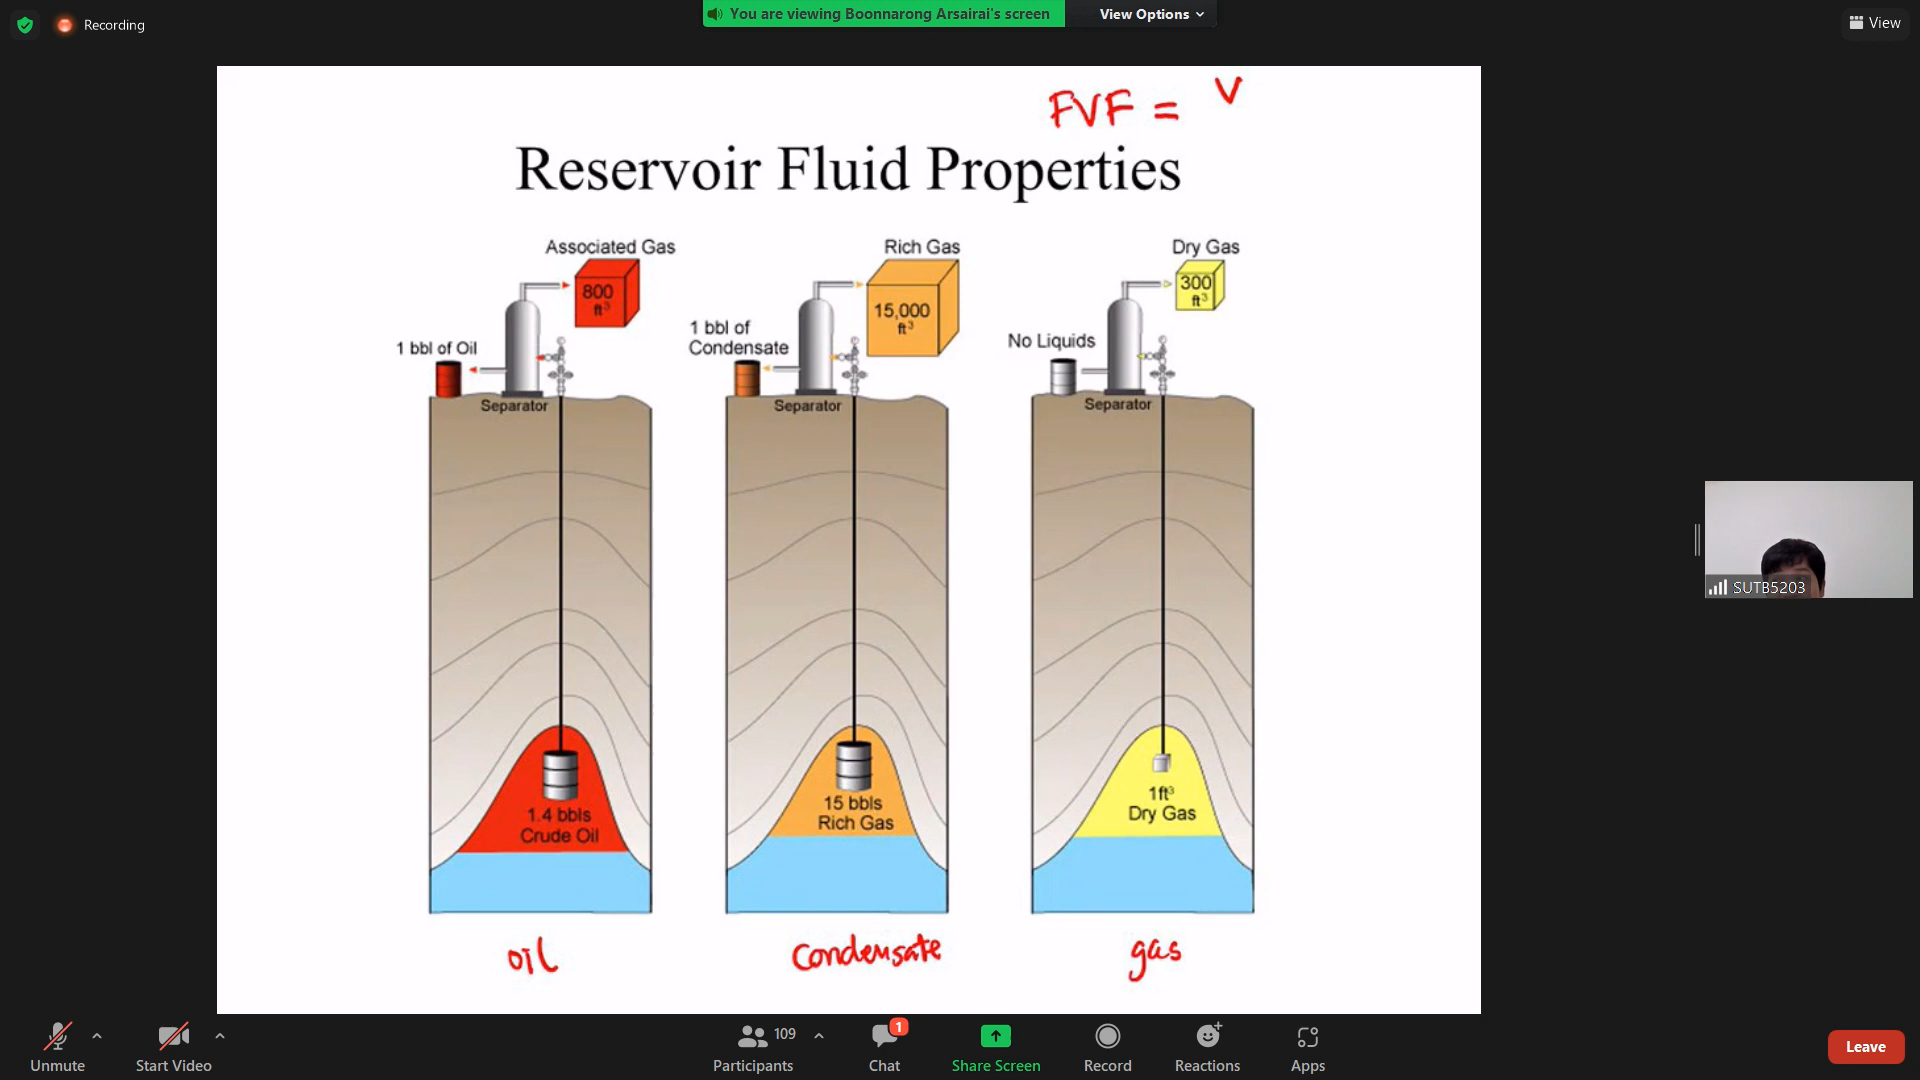 Recording
You are viewing Boonnarong Arsairai's screen
View Options
View
FVF = V
Reservoir Fluid Properties
Associated Gas
800
ft³
1 bbl of Oil
Separator
1.4 bbls
Crude Oil
oil
Rich Gas
15,000
ft³
1 bbl of
Condensate
Separator
15 bbls
Rich Gas
Condensate
Dry Gas
300
ft³
No Liquids
Separator
1ft³
Dry Gas
gas
SUTB5203
Unmute
Start Video
109
Participants
1
Chat
Share Screen
Record
Reactions
Apps
Leave